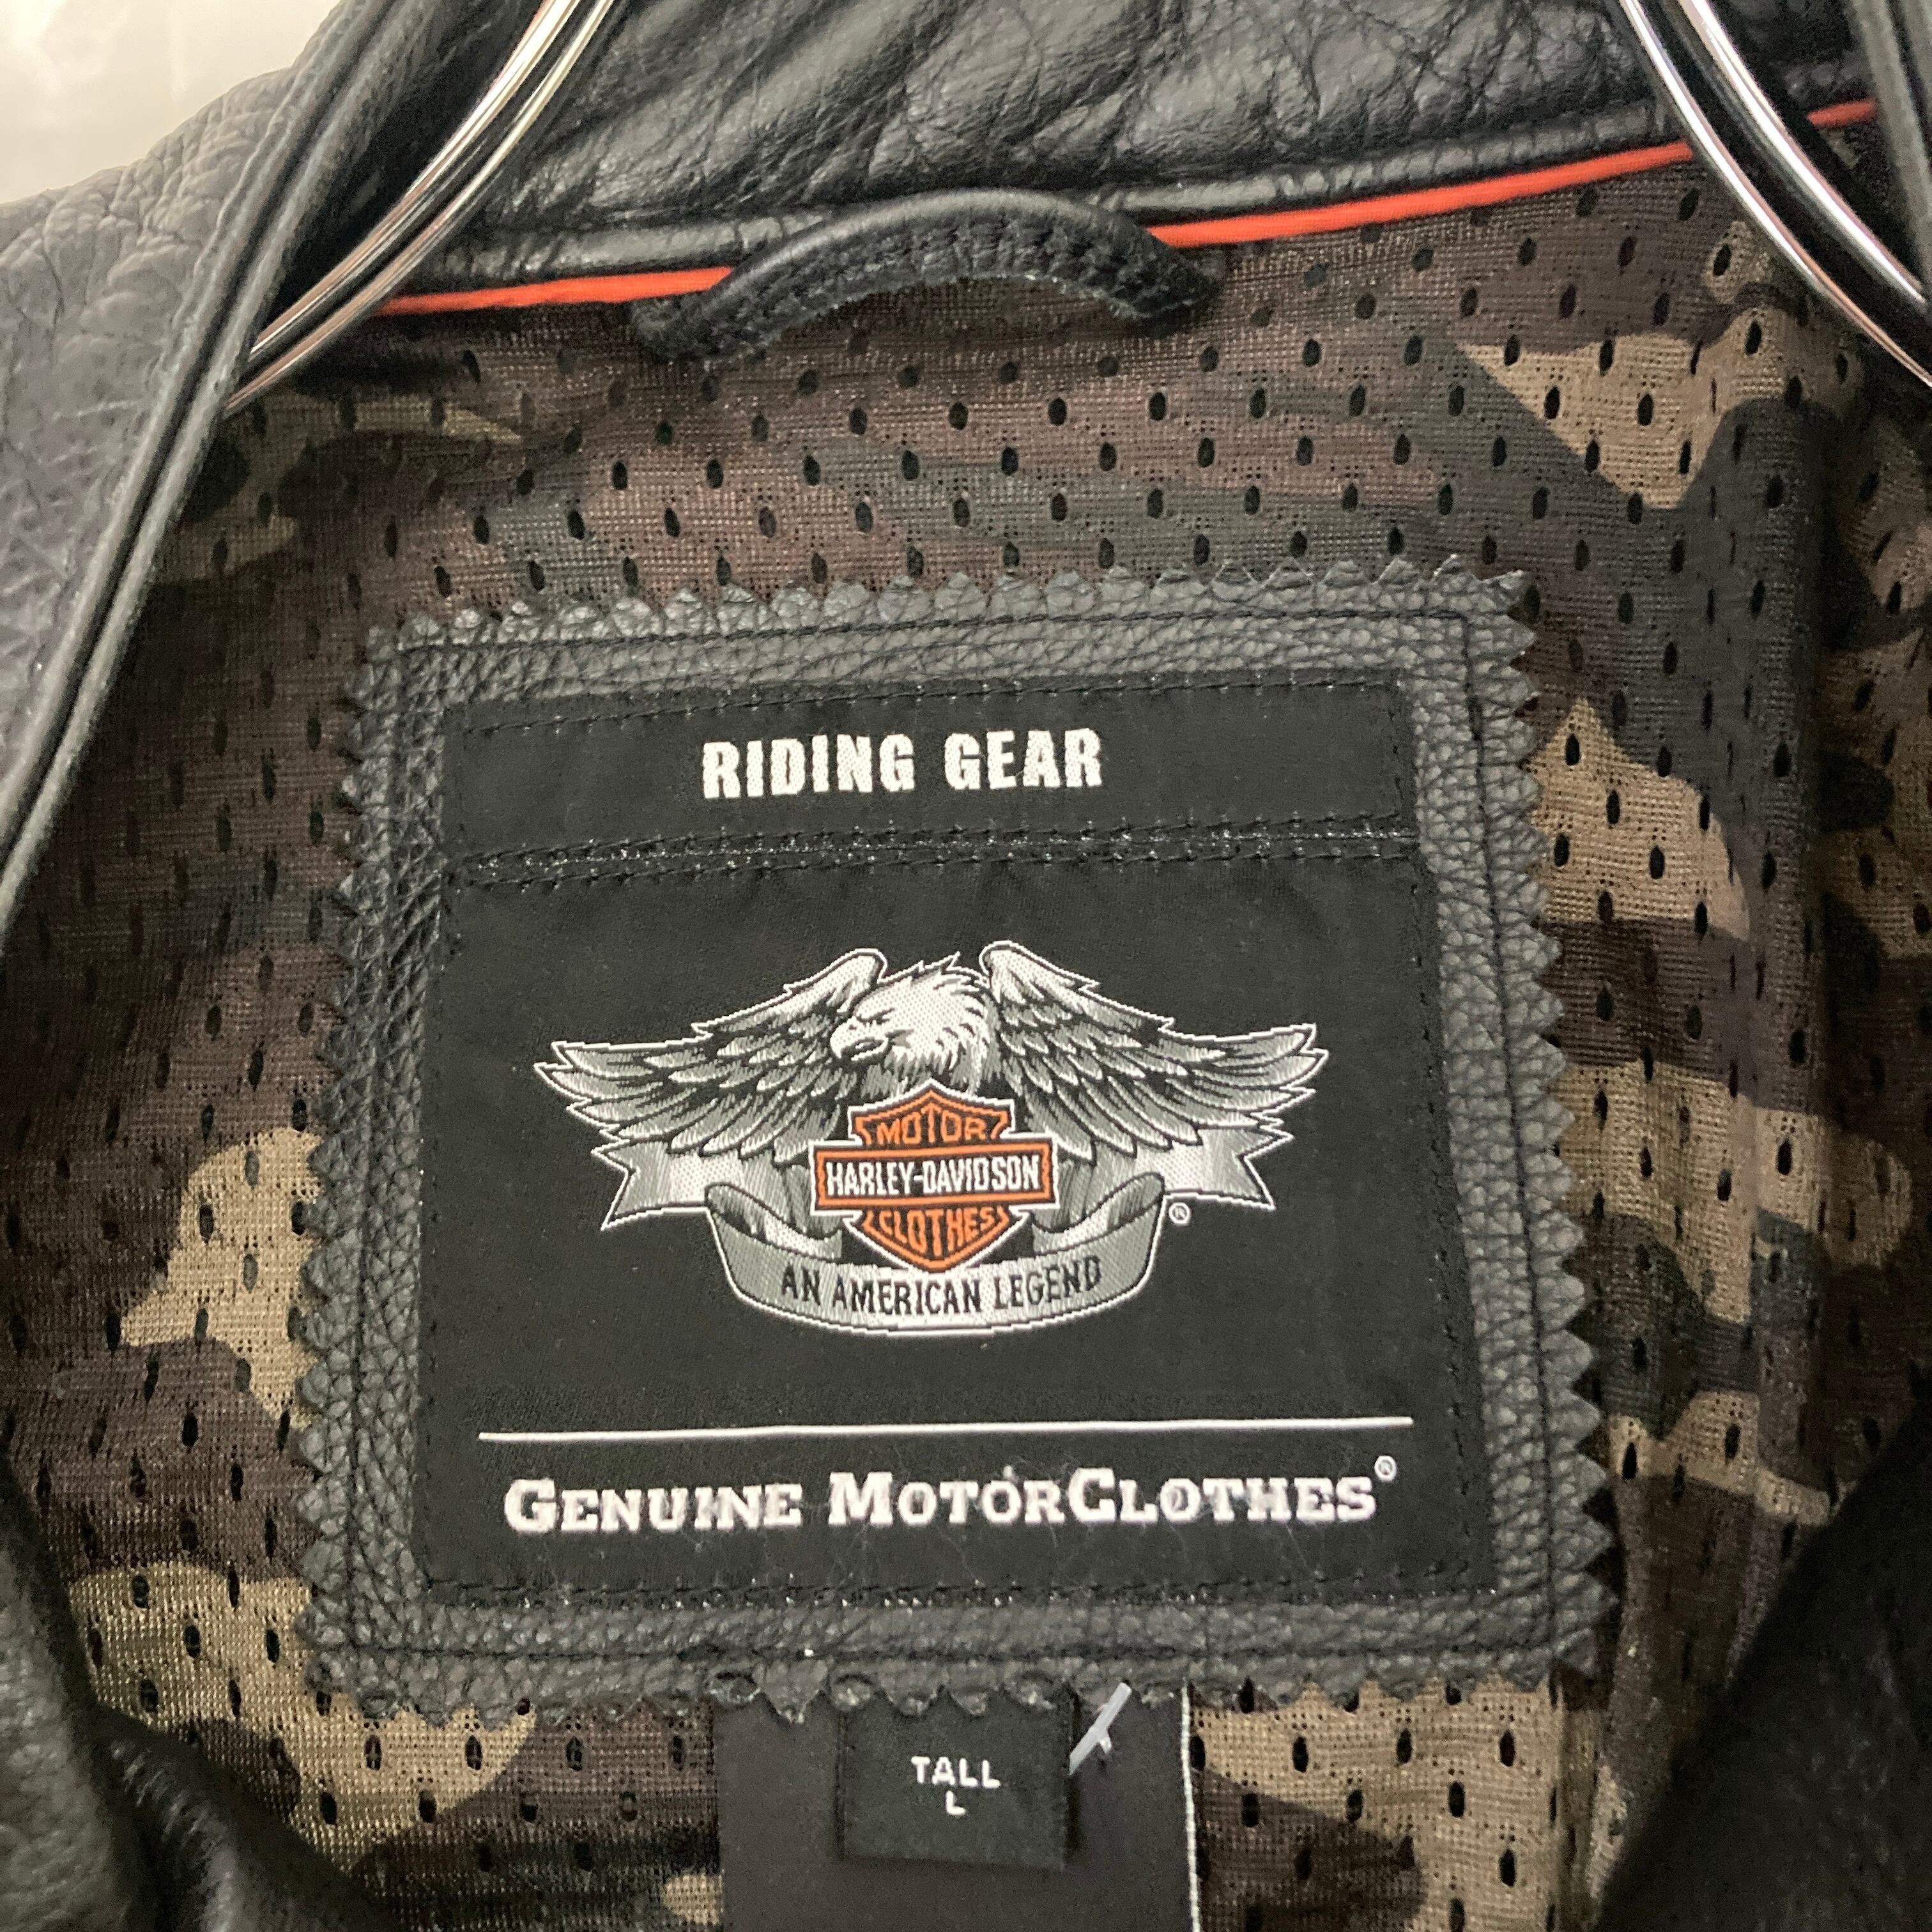 RIDING GEAR
MOTOR
HARLEY-DAVIDSON
CLOTHES
®
AN AMERICAN LEGEND
GENUINE MOTORCLOTHES®
TALL
L